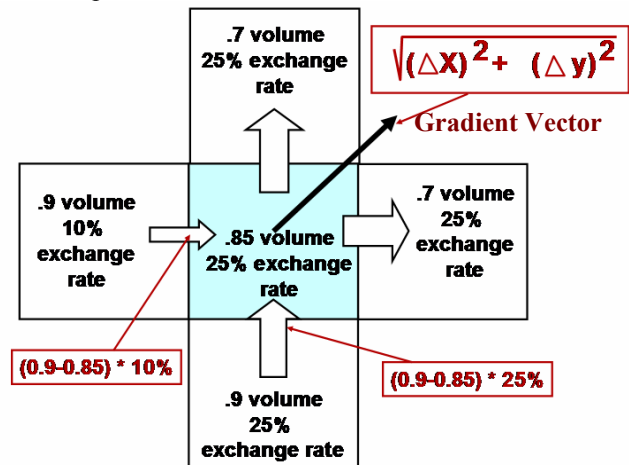 .7 volume
25% exchange
rate
√(△X)² + (△y)²
Gradient Vector
.9 volume
10%
exchange
rate
.85 volume
25% exchange
rate
.7 volume
25%
exchange
rate
(0.9-0.85) * 10%
(0.9-0.85) * 25%
.9 volume
25%
exchange rate